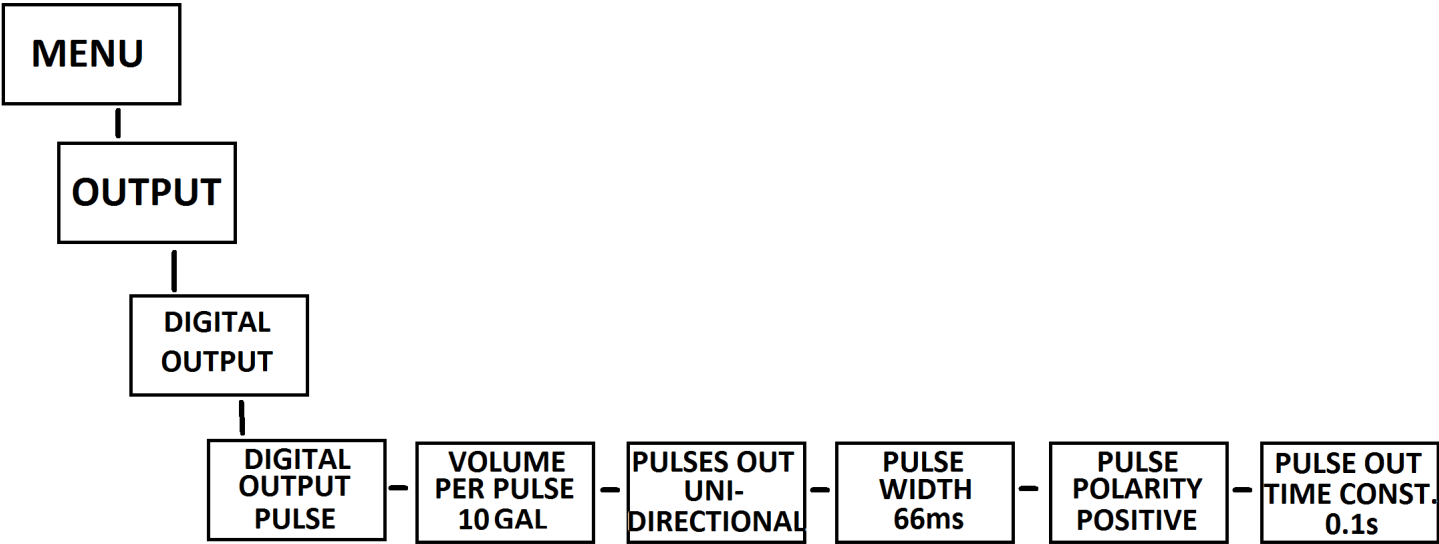 MENU
OUTPUT
DIGITAL
OUTPUT
DIGITAL
OUTPUT
PULSE
VOLUME
PER PULSE
10 GAL
PULSES OUT
UNI-
DIRECTIONAL
PULSE
WIDTH
66ms
PULSE
POLARITY
POSITIVE
PULSE OUT
TIME CONST.
0.1s